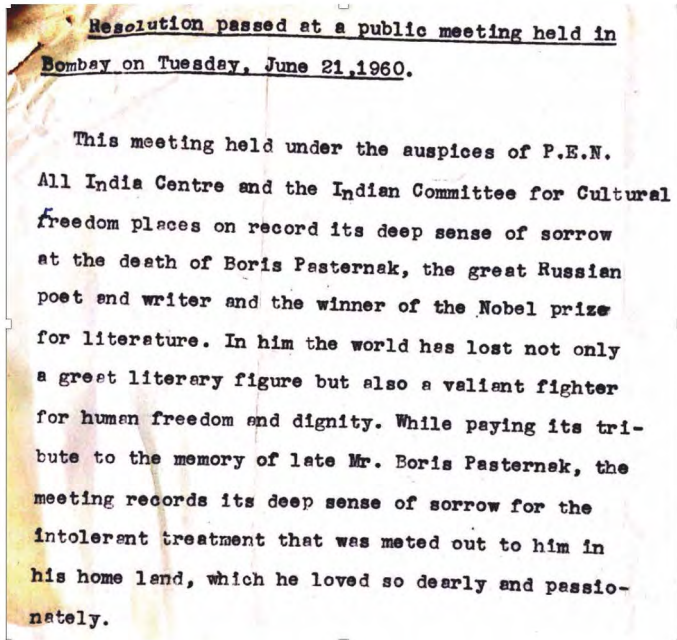 Resolution passed at a public meeting held in
Bombay on Tuesday, June 21,1960.
This meeting held under the auspices of P.E.N.
All India Centre and the Indian Committee for Cultural
Freedom places on record its deep sense of sorrow
at the death of Boris Pasternak, the great Russian
poet and writer and the winner of the Nobel prize
for literature. In him the world has lost not only
a great literary figure but also a valiant fighter
for human freedom and dignity. While paying its tri-
bute to the memory of late Mr. Boris Pasternak, the
meeting records its deep sense of sorrow for the
intolerant treatment that was meted out to him in
his home land, which he loved so dearly and passio-
nately.